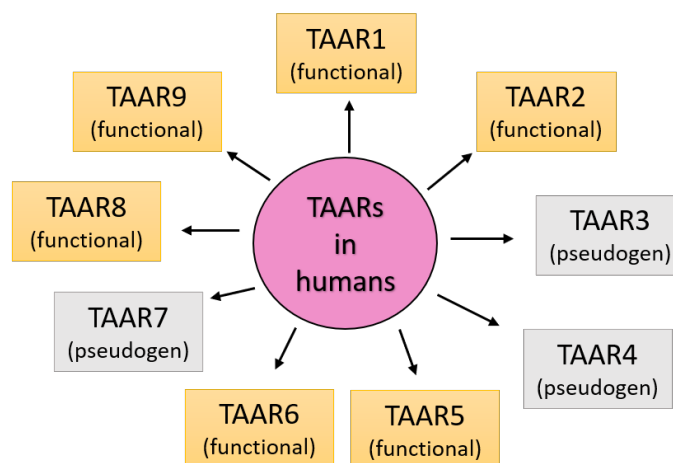 TAAR1
(functional)
TAAR2
(functional)
TAAR3
(pseudogen)
TAAR4
(pseudogen)
TAAR5
(functional)
TAAR6
(functional)
TAAR7
(pseudogen)
TAAR8
(functional)
TAAR9
(functional)
TAARs
in
humans